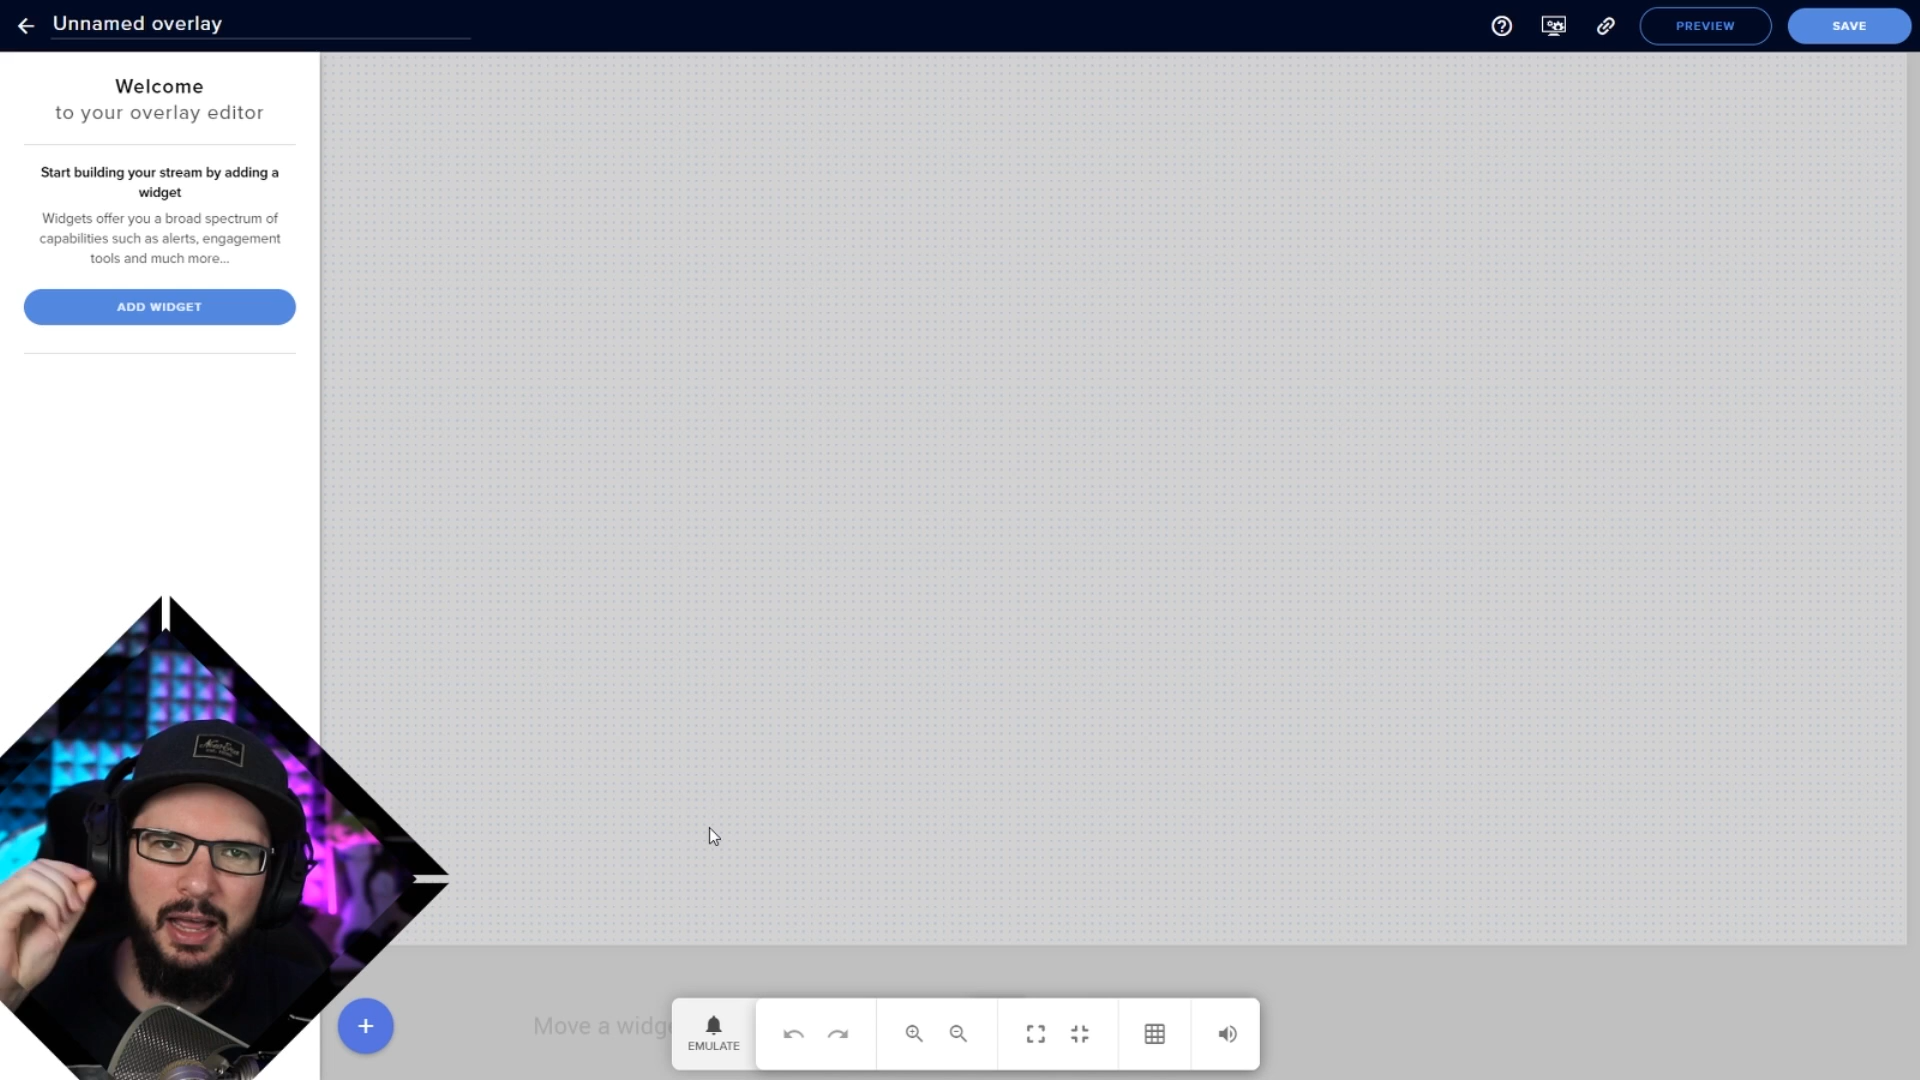 Unnamed overlay
PREVIEW
SAVE
Welcome
to your overlay editor
Start building your stream by adding a
widget
Widgets offer you a broad spectrum of
capabilities such as alerts, engagement
tools and much more...
ADD WIDGET
Move a
EMULATE